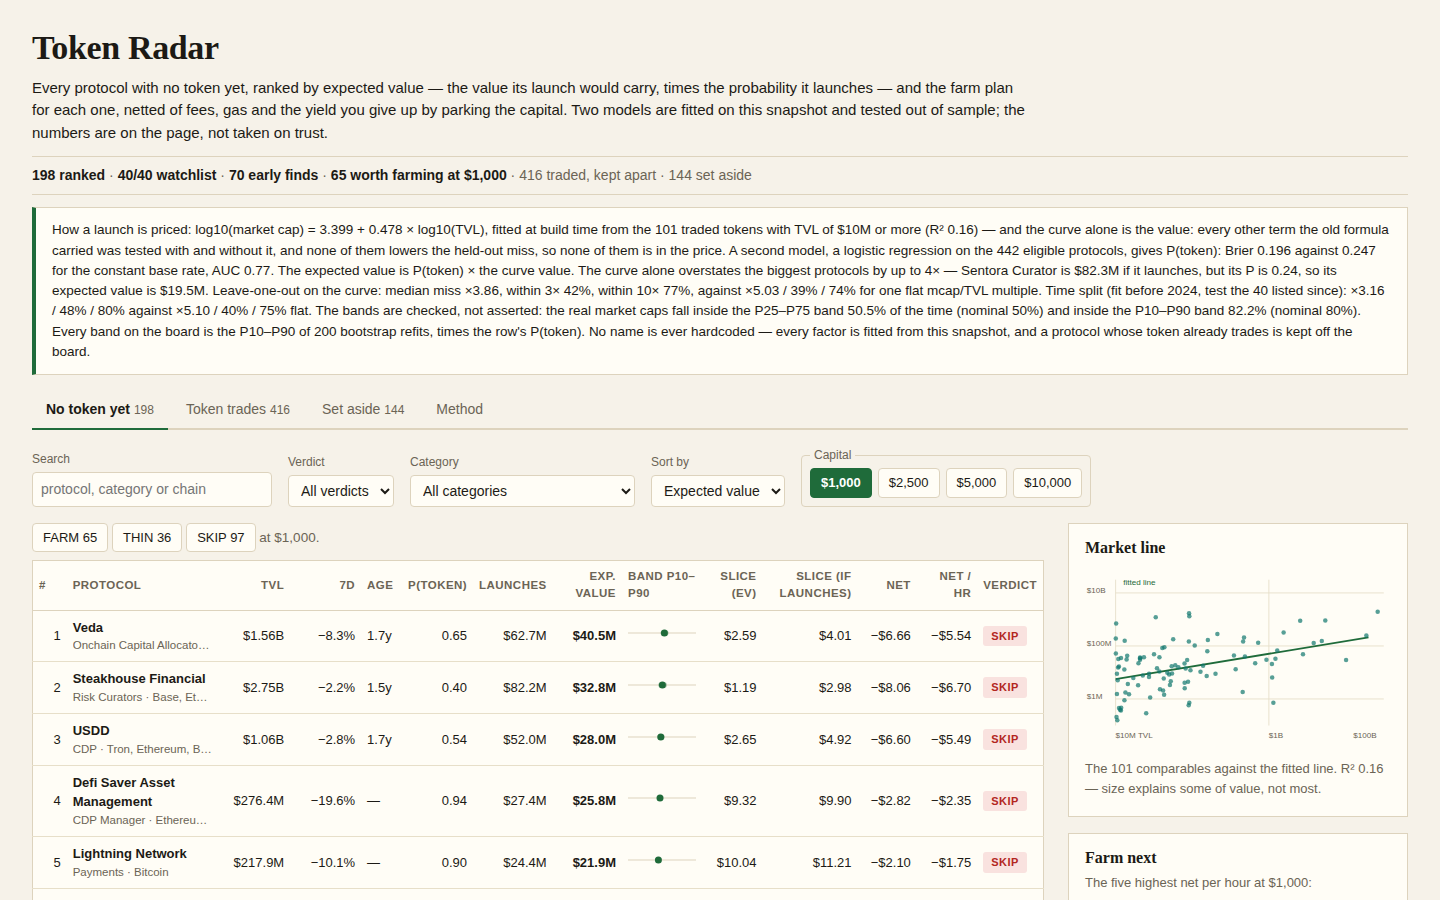 Token Radar
Every protocol with no token yet, ranked by expected value — the value its launch would carry, times the probability it launches — and the farm plan
for each one, netted of fees, gas and the yield you give up by parking the capital. Two models are fitted on this snapshot and tested out of sample; the
numbers are on the page, not taken on trust.
198 ranked · 40/40 watchlist · 70 early finds · 65 worth farming at $1,000 · 416 traded, kept apart · 144 set aside
How a launch is priced: log10(market cap) = 3.399 + 0.478 × log10(TVL), fitted at build time from the 101 traded tokens with TVL of $10M or more (R² 0.16) — and the curve alone is the value: every other term the old formula
carried was tested with and without it, and none of them lowers the held-out miss, so none of them is in the price. A second model, a logistic regression on the 442 eligible protocols, gives P(token): Brier 0.196 against 0.247
for the constant base rate, AUC 0.77. The expected value is P(token) × the curve value. The curve alone overstates the biggest protocols by up to 4× — Sentora Curator is $82.3M if it launches, but its P is 0.24, so its
expected value is $19.5M. Leave-one-out on the curve: median miss ×3.86, within 3× 42%, within 10× 77%, against ×5.03 / 39% / 74% for one flat mcap/TVL multiple. Time split (fit before 2024, test the 40 listed since): ×3.16
/ 48% / 80% against ×5.10 / 40% / 75% flat. The bands are checked, not asserted: the real market caps fall inside the P25–P75 band 50.5% of the time (nominal 50%) and inside the P10–P90 band 82.2% (nominal 80%).
Every band on the board is the P10–P90 of 200 bootstrap refits, times the row's P(token). No name is ever hardcoded — every factor is fitted from this snapshot, and a protocol whose token already trades is kept off the
board.
No token yet 198 Token trades 416 Set aside 144 Method
Search Verdict Category Sort by Capital
protocol, category or chain All verdicts All categories Expected value $1,000 $2,500 $5,000 $10,000
FARM 65 THIN 36 SKIP 97 at $1,000.
# PROTOCOL TVL 7D AGE P(TOKEN) LAUNCHES EXP. VALUE BAND P10–P90 SLICE (EV) SLICE (IF LAUNCHES) NET NET / HR VERDICT
1 Veda $1.56B −8.3% 1.7y 0.65 $62.7M $40.5M $2.59 $4.01 −$6.66 −$5.54 SKIP
Onchain Capital Allocato…
2 Steakhouse Financial $2.75B −2.2% 1.5y 0.40 $82.2M $32.8M $1.19 $2.98 −$8.06 −$6.70 SKIP
Risk Curators · Base, Et…
3 USDD $1.06B −2.8% 1.7y 0.54 $52.0M $28.0M $2.65 $4.92 −$6.60 −$5.49 SKIP
CDP · Tron, Ethereum, B…
4 Defi Saver Asset Management $276.4M −19.6% — 0.94 $27.4M $25.8M $9.32 $9.90 −$2.82 −$2.35 SKIP
CDP Manager · Ethereu…
5 Lightning Network $217.9M −10.1% — 0.90 $24.4M $21.9M $10.04 $11.21 −$2.10 −$1.75 SKIP
Payments · Bitcoin
Market line
fitted line
$10B
$100M
$1M
$10M TVL $1B $100B
The 101 comparables against the fitted line. R² 0.16
— size explains some of value, not most.
Farm next
The five highest net per hour at $1,000: